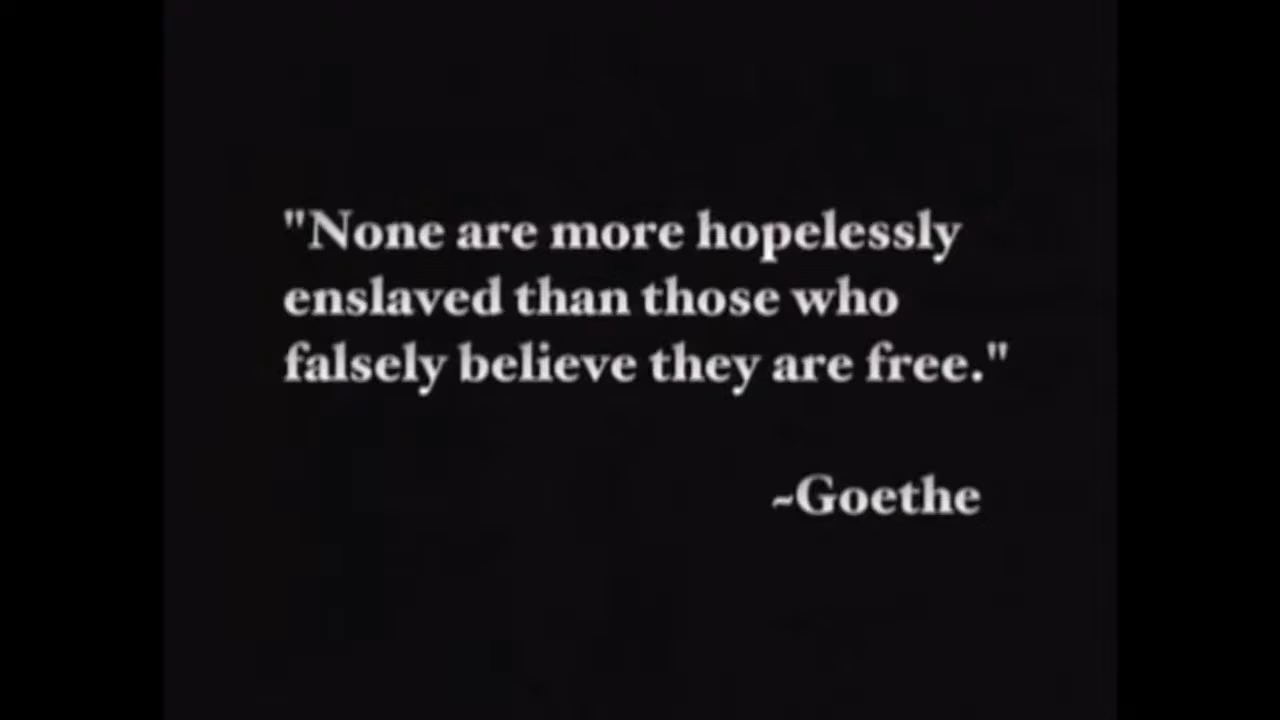 "None are more hopelessly
enslaved than those who
falsely believe they are free."
~Goethe